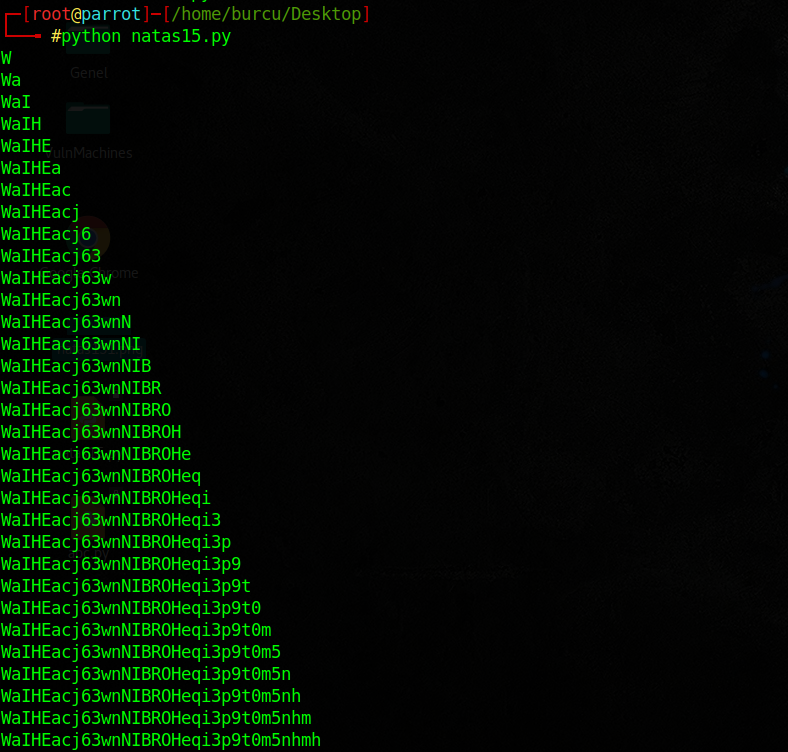 [root@parrot]─[/home/burcu/Desktop]
#python natas15.py
W
Genel
Wa
WaI
WaIH
WaIHE
VulnMachines
WaIHEa
WaIHEac
WaIHEacj
WaIHEacj6
WaIHEacj63
WaIHEacj63w
WaIHEacj63wn
WaIHEacj63wnN
WaIHEacj63wnNI
WaIHEacj63wnNIB
WaIHEacj63wnNIBR
WaIHEacj63wnNIBRO
WaIHEacj63wnNIBROH
WaIHEacj63wnNIBROHe
WaIHEacj63wnNIBROHeq
WaIHEacj63wnNIBROHeqi
WaIHEacj63wnNIBROHeqi3
WaIHEacj63wnNIBROHeqi3p
WaIHEacj63wnNIBROHeqi3p9
WaIHEacj63wnNIBROHeqi3p9t
WaIHEacj63wnNIBROHeqi3p9t0
WaIHEacj63wnNIBROHeqi3p9t0m
WaIHEacj63wnNIBROHeqi3p9t0m5
WaIHEacj63wnNIBROHeqi3p9t0m5n
WaIHEacj63wnNIBROHeqi3p9t0m5nh
WaIHEacj63wnNIBROHeqi3p9t0m5nhm
WaIHEacj63wnNIBROHeqi3p9t0m5nhmh